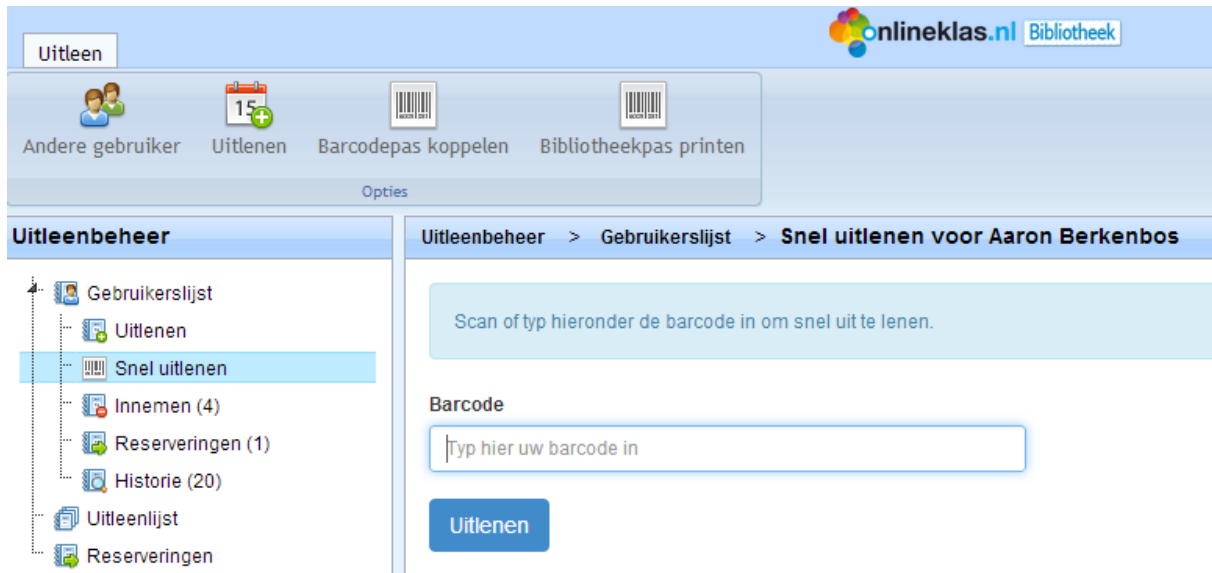 Uitleen
onlineklas.nl Bibliotheek
15
Andere gebruiker Uitlenen Barcodepas koppelen Bibliotheekpas printen
Opties
Uitleenbeheer
Gebruikerslijst
Uitlenen
Snel uitlenen
Innemen (4)
Reserveringen (1)
Historie (20)
Uitleenlijst
Reserveringen
Uitleenbeheer > Gebruikerslijst > Snel uitlenen voor Aaron Berkenbos
Scan of typ hieronder de barcode in om snel uit te lenen.
Barcode
Typ hier uw barcode in
Uitlenen